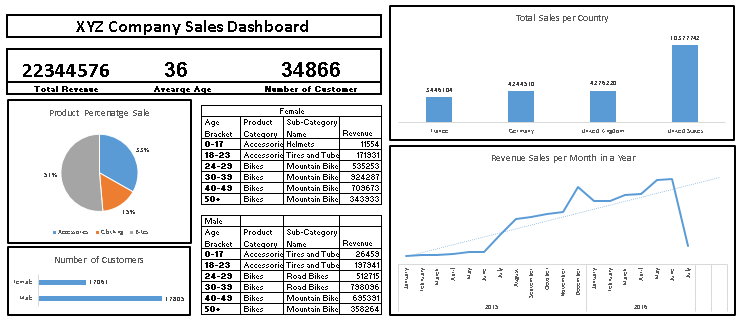 XYZ Company Sales Dashboard
22344576 36 34866
Total Revenue Avearge Age Number of Customer
Product Percenatge Sale
13%
Accessories Clothing Bikes
Number of Customers
Female 17061
Male 17805
Female
Age Product Sub-Category
Bracket Category Name Revenue
0-17 Accessorie Helmets 11554
18-23 Accessorie Tires and Tube 171931
24-29 Bikes Mountain Bike 535253
30-39 Bikes Mountain Bike 924287
40-49 Bikes Mountain Bike 709673
50+ Bikes Mountain Bike 343933
Male
Age Product Sub-Category
Bracket Category Name Revenue
0-17 Accessorie Tires and Tube 26459
18-23 Accessorie Tires and Tube 197941
24-29 Bikes Road Bikes 512715
30-39 Bikes Road Bikes 798096
40-49 Bikes Mountain Bike 695391
50+ Bikes Mountain Bike 358264
Total Sales per Country
10577742
4244310 4276220
3446104
France Germany United Kingdom United States
Revenue Sales per Month in a Year
January February March April May June July August September October November December January February March April May June July
2015 2016